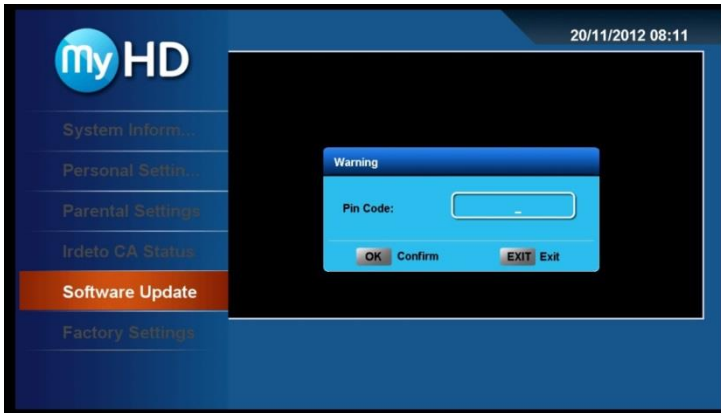 20/11/2012 08:11
My HD
System Inform...
Personal Settin...
Parental Settings
Irdeto CA Status
Software Update
Factory Settings
Warning
Pin Code: _
OK Confirm EXIT Exit